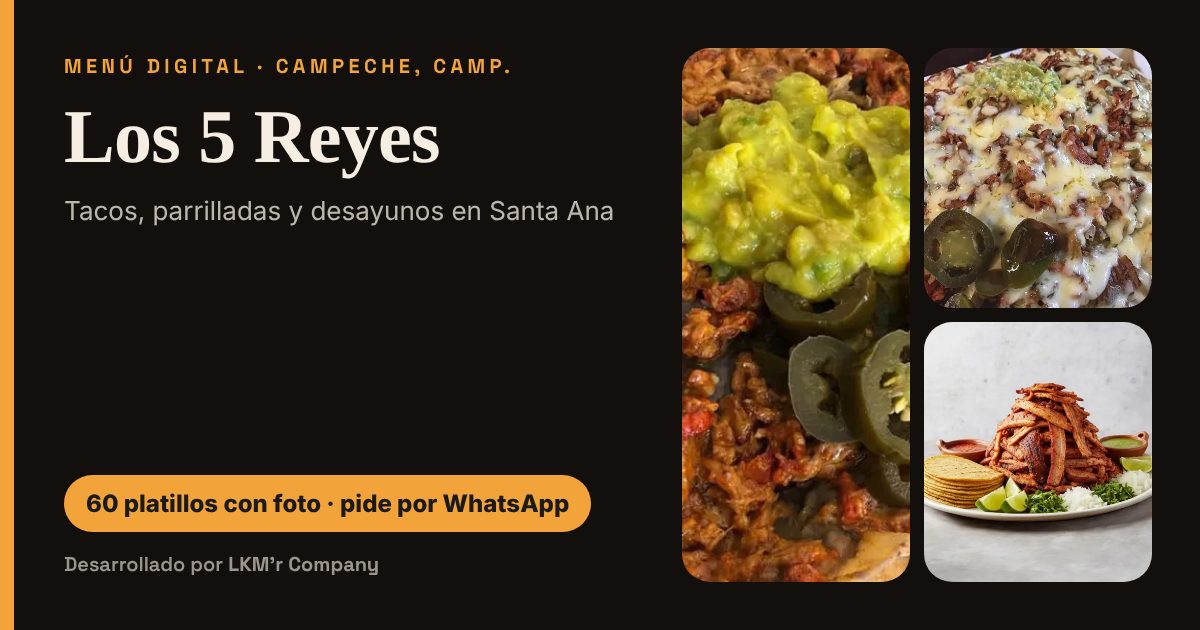 MENÚ DIGITAL · CAMPECHE, CAMP.
Los 5 Reyes
Tacos, parrilladas y desayunos en Santa Ana
60 platillos con foto · pide por WhatsApp
Desarrollado por LKM’r Company